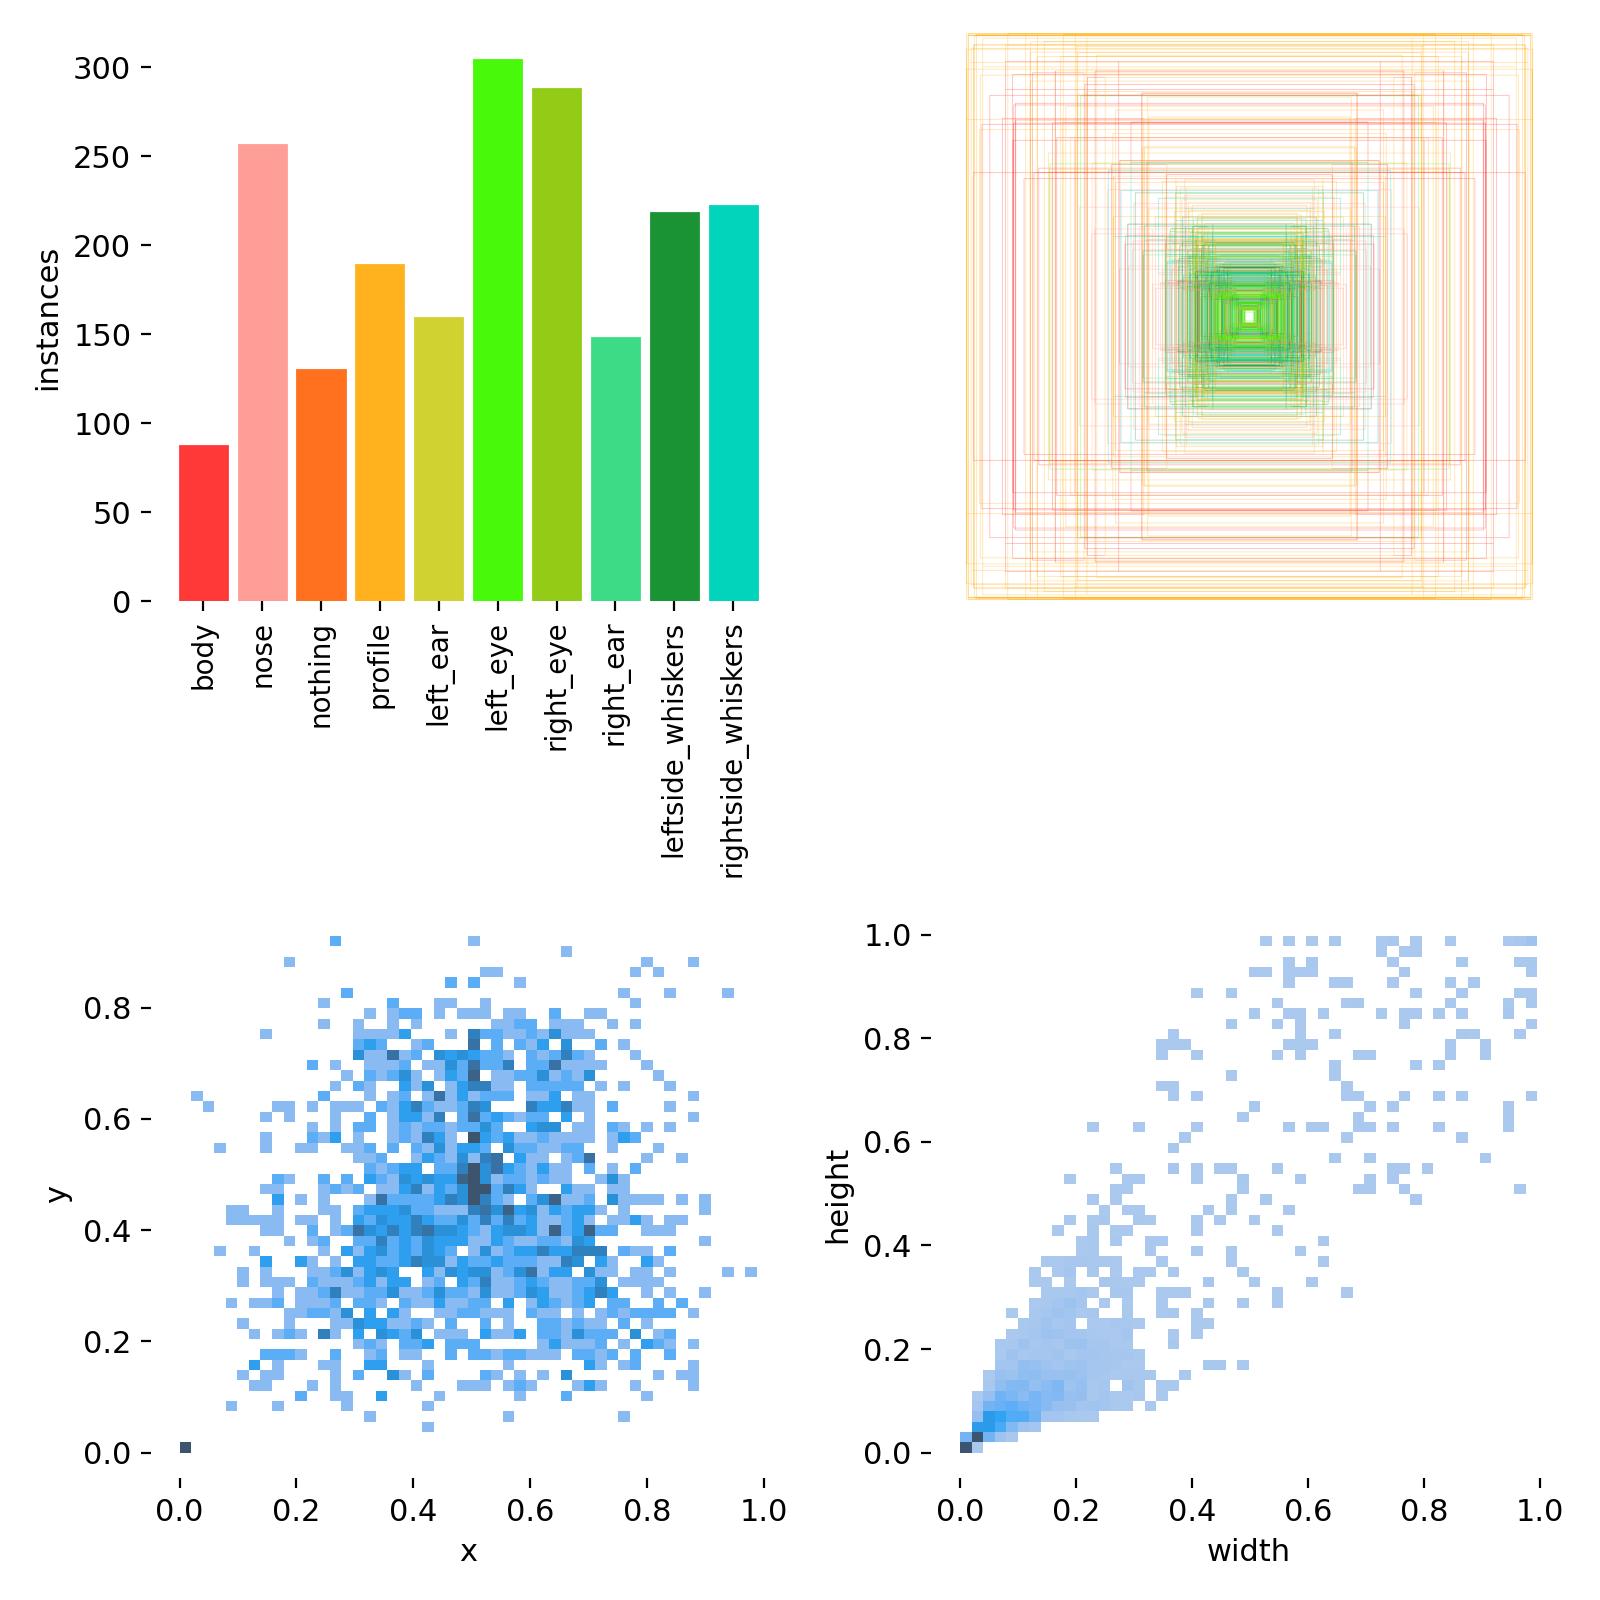 300
250
200
150
100
50
0
instances
body
nose
nothing
profile
left_ear
left_eye
right_eye
right_ear
leftside_whiskers
rightside_whiskers
0.8
0.6
0.4
0.2
0.0
y
0.0 0.2 0.4 0.6 0.8 1.0
x
1.0
0.8
0.6
0.4
0.2
0.0
height
0.0 0.2 0.4 0.6 0.8 1.0
width